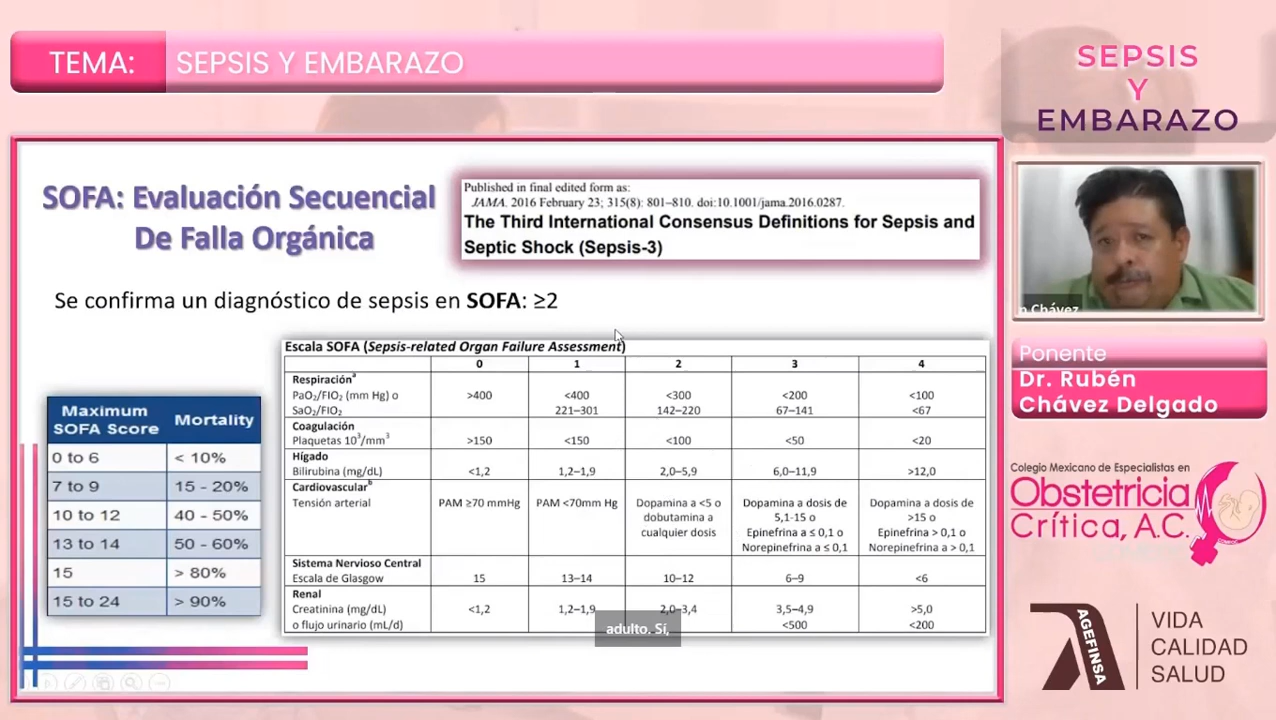 TEMA: SEPSIS Y EMBARAZO
SEPSIS
Y
EMBARAZO
SOFA: Evaluación Secuencial
De Falla Orgánica
Published in final edited form as:
JAMA. 2016 February 23; 315(8): 801–810. doi:10.1001/jama.2016.0287.
The Third International Consensus Definitions for Sepsis and
Septic Shock (Sepsis-3)
Se confirma un diagnóstico de sepsis en SOFA: ≥2
Maximum SOFA Score Mortality
0 to 6 < 10%
7 to 9 15 - 20%
10 to 12 40 - 50%
13 to 14 50 - 60%
15 > 80%
15 to 24 > 90%
Escala SOFA (Sepsis-related Organ Failure Assessment)
0 1 2 3 4
Respiraciónª
PaO₂/FIO₂ (mm Hg) o >400 <400 <300 <200 <100
SaO₂/FIO₂ 221–301 142–220 67–141 <67
Coagulación
Plaquetas 10³/mm³ >150 <150 <100 <50 <20
Hígado
Bilirubina (mg/dL) <1,2 1,2–1,9 2,0–5,9 6,0–11,9 >12,0
Cardiovascularᵇ
Tensión arterial PAM ≥70 mmHg PAM <70mm Hg Dopamina a <5 o Dopamina a dosis de Dopamina a dosis de
dobutamina a 5,1-15 o >15 o
cualquier dosis Epinefrina a ≤ 0,1 o Epinefrina > 0,1 o
Norepinefrina a ≤ 0,1 Norepinefrina a > 0,1
Sistema Nervioso Central
Escala de Glasgow 15 13–14 10–12 6–9 <6
Renal
Creatinina (mg/dL) <1,2 1,2–1,9 2,0–3,4 3,5–4,9 >5,0
o flujo urinario (mL/d) <500 <200
adulto. Sí,
Chávez
Ponente
Dr. Rubén
Chávez Delgado
Colegio Mexicano de Especialistas en
Obstetricia
Crítica, A.C.
AGEFINSA
VIDA
CALIDAD
SALUD